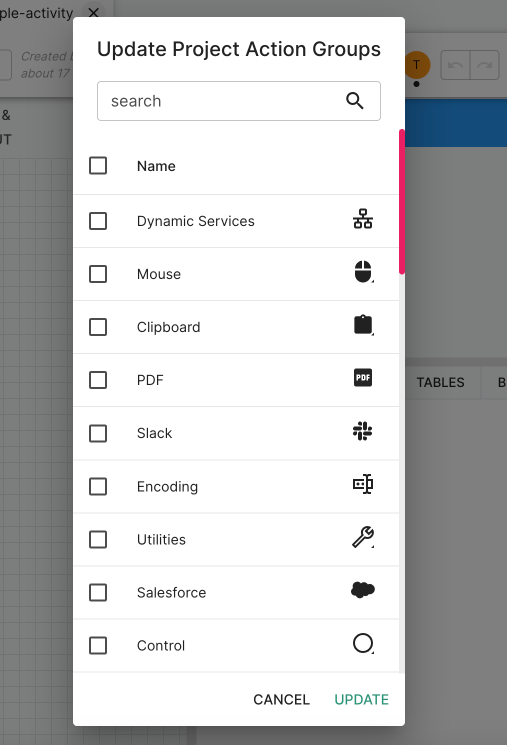 ple-activity
Update Project Action Groups
Created b
about 17
T
search
&
UT
Name
Dynamic Services
Mouse
Clipboard
PDF
PDF
TABLES
B
Slack
Encoding
Utilities
Salesforce
Control
CANCEL
UPDATE